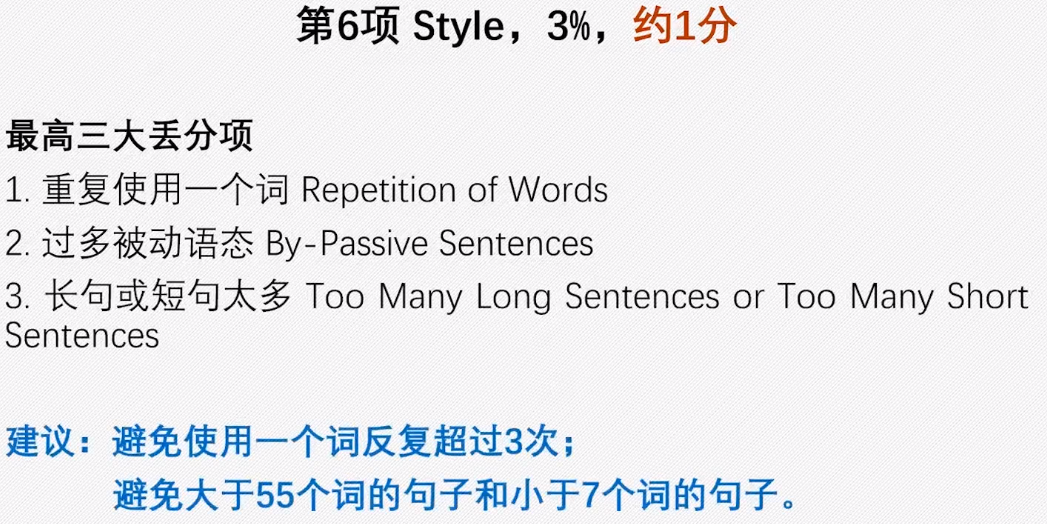 第6项 Style，3%，约1分
最高三大丢分项
1. 重复使用一个词 Repetition of Words
2. 过多被动语态 By-Passive Sentences
3. 长句或短句太多 Too Many Long Sentences or Too Many Short
Sentences
建议：避免使用一个词反复超过3次；
避免大于55个词的句子和小于7个词的句子。